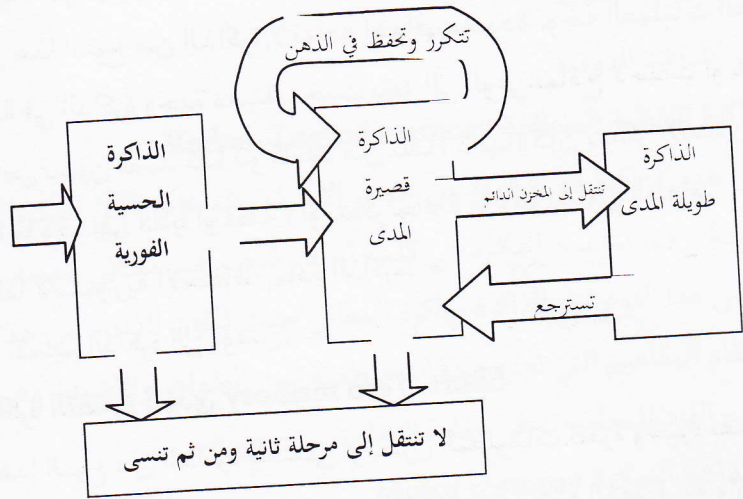 تتكرر وتحفظ في الذهن
الذاكرة
الحسية
الفورية
الذاكرة
قصيرة
المدى
تنتقل إلى المخزن الدائم
الذاكرة
طويلة المدى
تسترجع
لا تنتقل إلى مرحلة ثانية ومن ثم تنسى